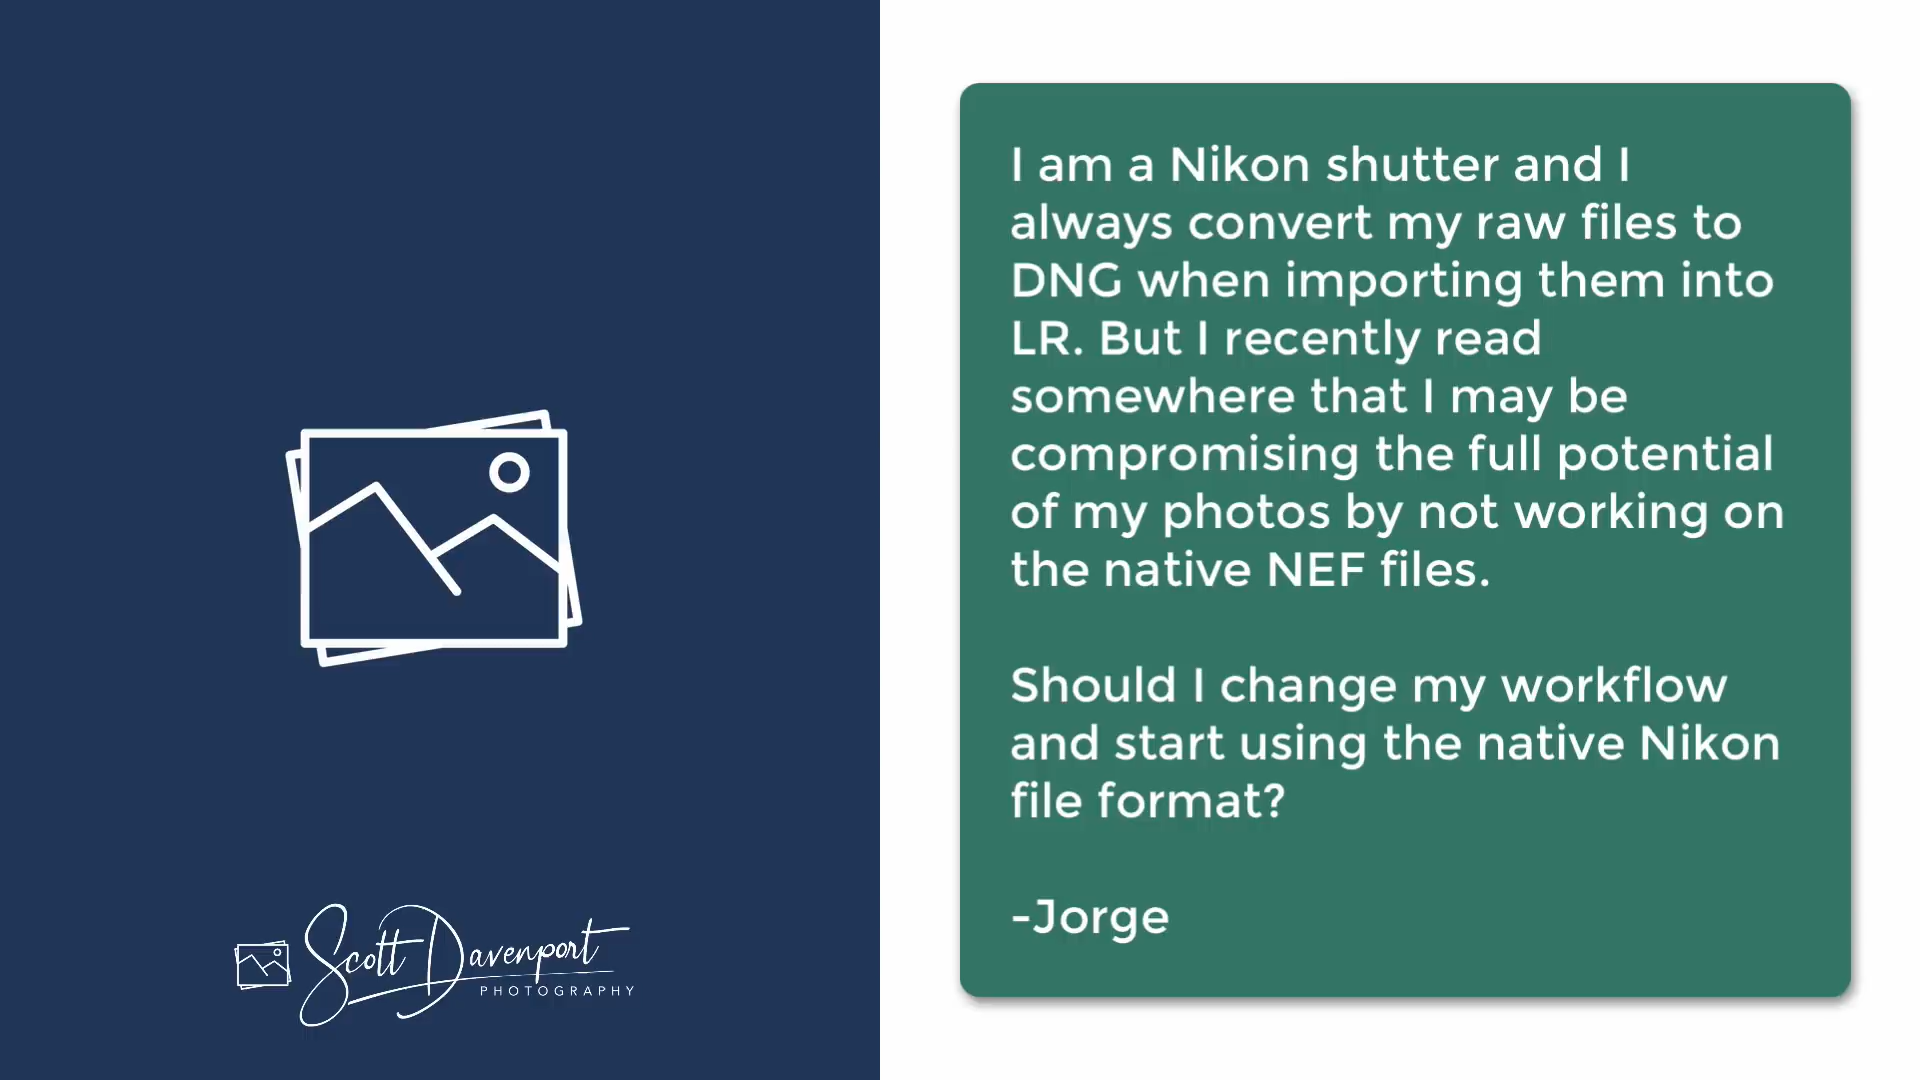 I am a Nikon shutter and I
always convert my raw files to
DNG when importing them into
LR. But I recently read
somewhere that I may be
compromising the full potential
of my photos by not working on
the native NEF files.
Should I change my workflow
and start using the native Nikon
file format?
-Jorge
Scott Davenport
PHOTOGRAPHY